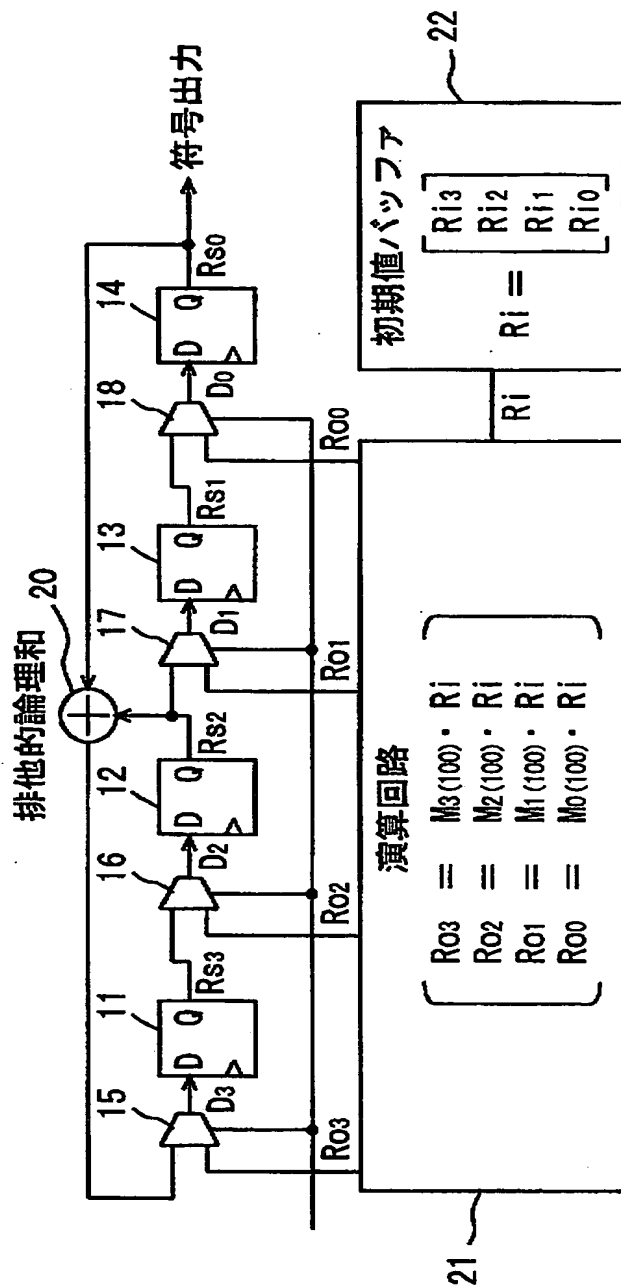 排他的論理和
20
15
11
16
12
17
13
18
14
D Q
D Q
D Q
D Q
符号出力
D3
Rs3
D2
Rs2
D1
Rs1
D0
Rs0
Ro3
Ro2
Ro1
Ro0
演算回路
Ro3 = M3(100)・Ri
Ro2 = M2(100)・Ri
Ro1 = M1(100)・Ri
Ro0 = M0(100)・Ri
21
Ri
初期値バッファ
22
Ri =
Ri3
Ri2
Ri1
Ri0